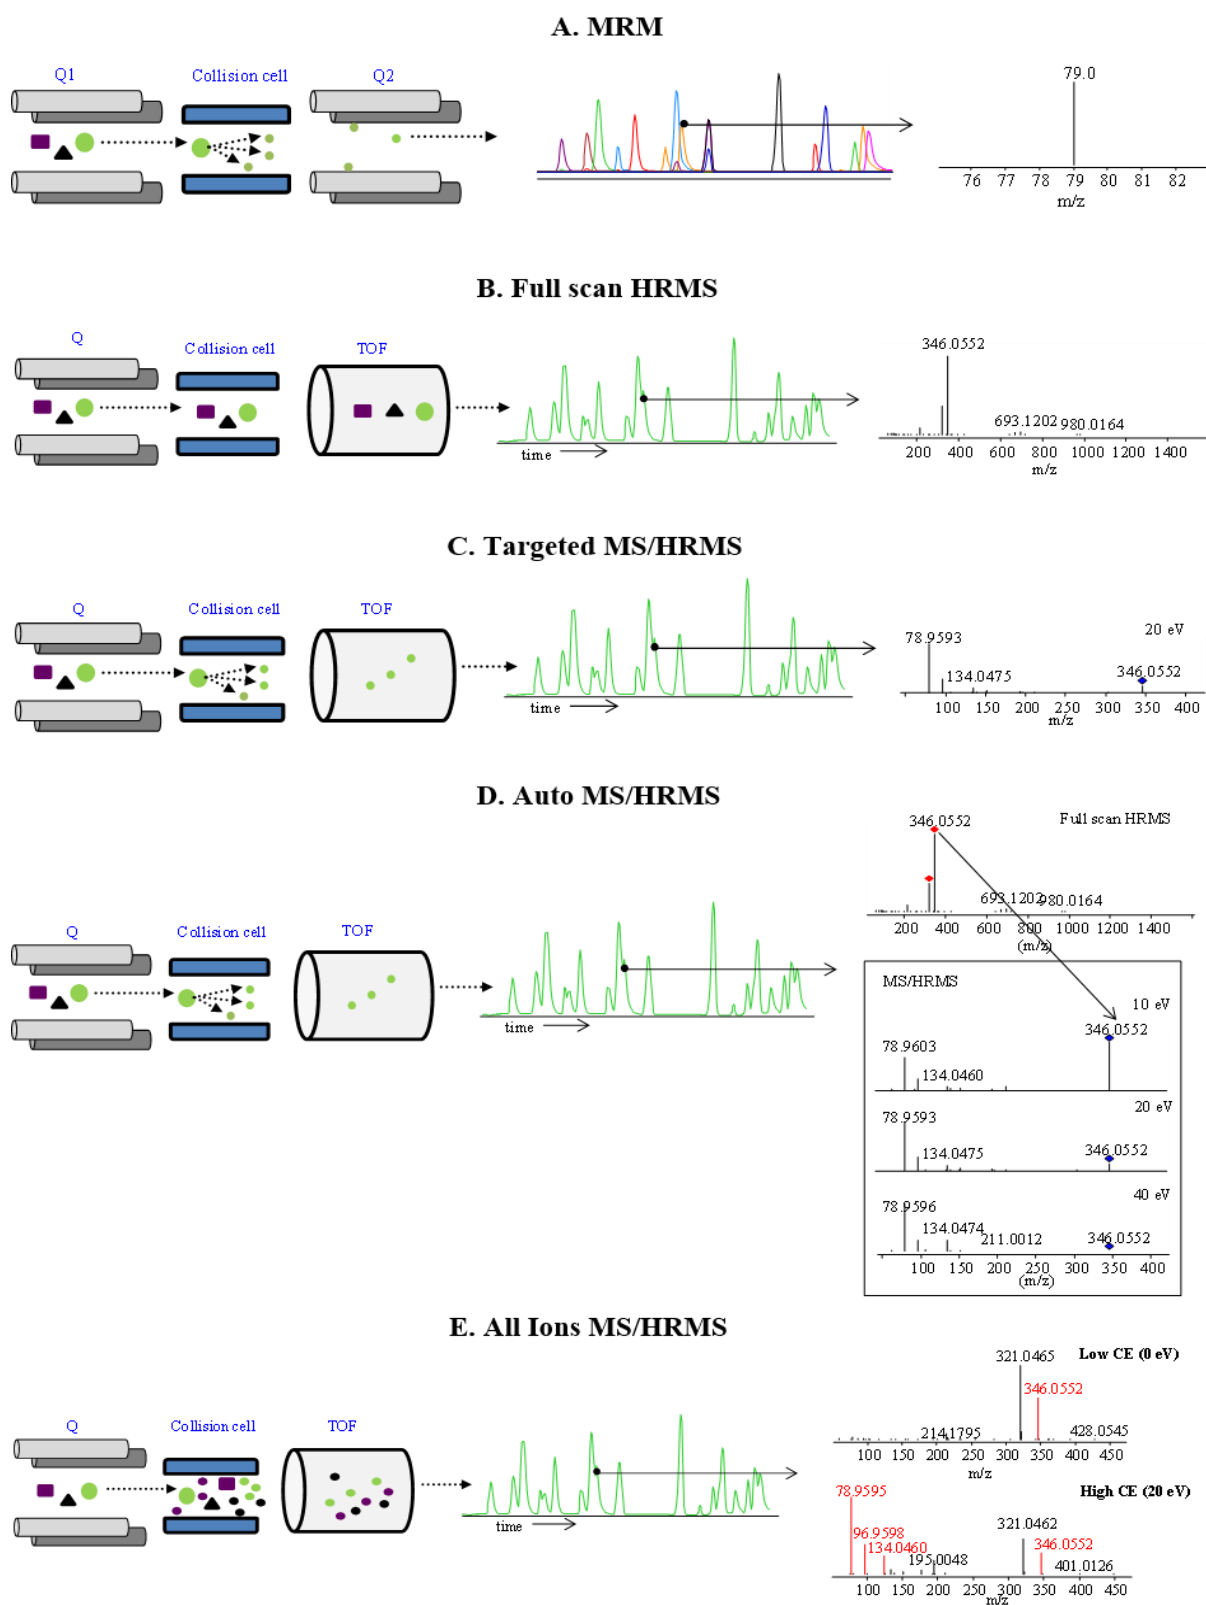 A. MRM
Q1 Collision cell Q2
79.0
76 77 78 79 80 81 82
m/z
B. Full scan HRMS
Q Collision cell TOF
346.0552
693.1202 980.0164
time
200 400 600 800 1000 1200 1400
m/z
C. Targeted MS/HRMS
Q Collision cell TOF
20 eV
78.9593
134.0475 346.0552
time
100 150 200 250 300 350 400
m/z
D. Auto MS/HRMS
346.0552 Full scan HRMS
693.1202 980.0164
200 400 600 800 1000 1200 1400
(m/z)
Q Collision cell TOF
time
MS/HRMS
10 eV
346.0552
78.9603
134.0460
20 eV
78.9593
134.0475 346.0552
40 eV
78.9596
134.0474 211.0012 346.0552
100 150 200 250 300 350 400
(m/z)
E. All Ions MS/HRMS
Low CE (0 eV)
321.0465
346.0552
214.1795 428.0545
100 150 200 250 300 350 400 450
m/z
Q Collision cell TOF
time
High CE (20 eV)
78.9595
96.9598
134.0460
195.0048
321.0462
346.0552
401.0126
100 150 200 250 300 350 400 450
m/z